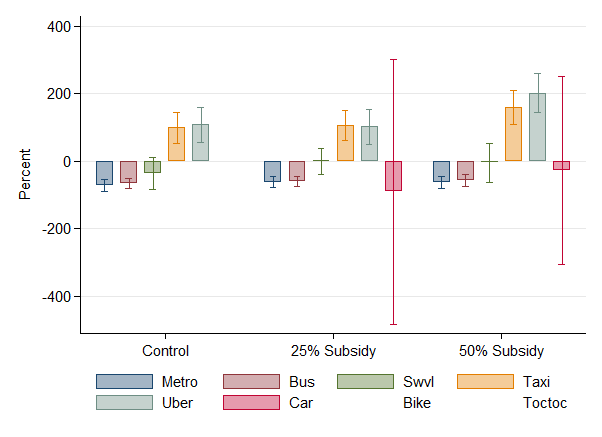 400
200
0
-200
-400
Percent
Control 25% Subsidy 50% Subsidy
Metro Bus Swvl Taxi
Uber Car Bike Toctoc